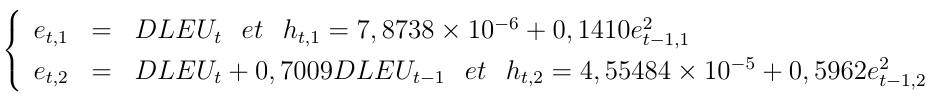 e_{t,1} = DLEU_t et h_{t,1} = 7,8738 × 10^{−6} + 0,1410e^2_{t−1,1}
e_{t,2} = DLEU_t + 0,7009DLEU_{t−1} et h_{t,2} = 4,55484 × 10^{−5} + 0,5962e^2_{t−1,2}